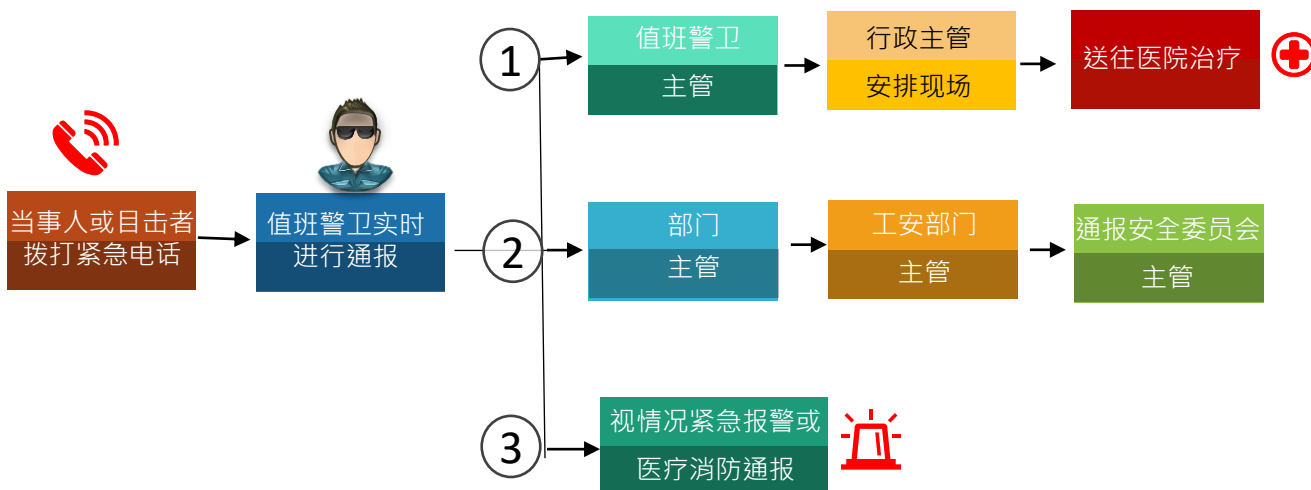 当事人或目击者
拨打紧急电话
值班警卫实时
进行通报
1
值班警卫
主管
行政主管
安排现场
送往医院治疗
2
部门
主管
工安部门
主管
通报安全委员会
主管
3
视情况紧急报警或
医疗消防通报